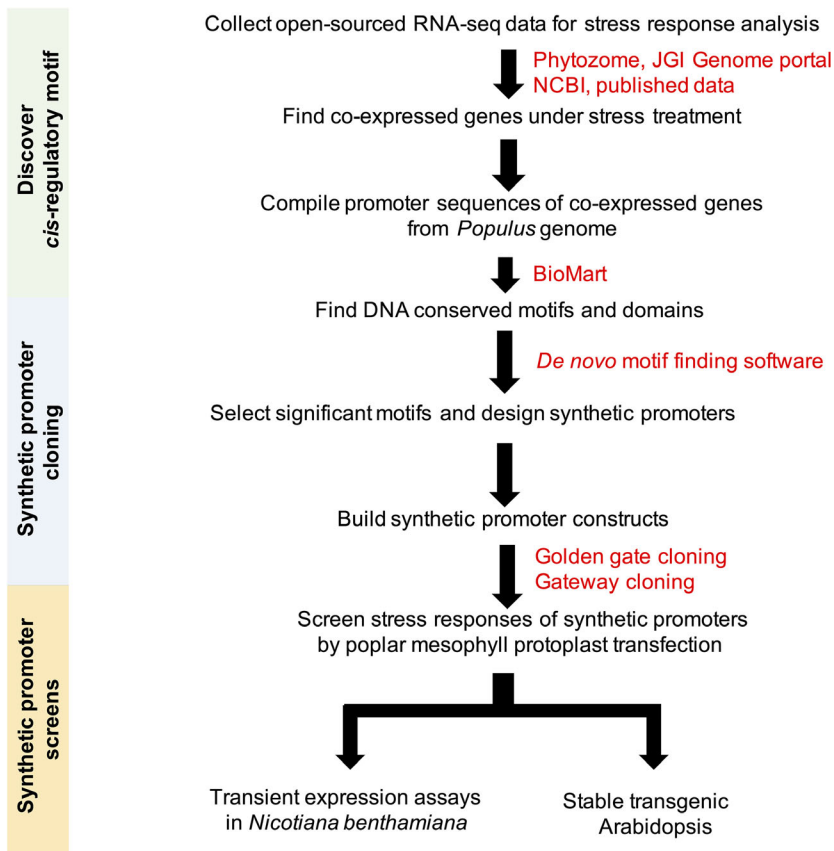 Collect open-sourced RNA-seq data for stress response analysis
Phytozome, JGI Genome portal
NCBI, published data
Find co-expressed genes under stress treatment
Compile promoter sequences of co-expressed genes
from Populus genome
BioMart
Discover
cis-regulatory motif
Find DNA conserved motifs and domains
De novo motif finding software
Select significant motifs and design synthetic promoters
Build synthetic promoter constructs
Golden gate cloning
Gateway cloning
Synthetic promoter
cloning
Screen stress responses of synthetic promoters
by poplar mesophyll protoplast transfection
Transient expression assays
in Nicotiana benthamiana
Stable transgenic
Arabidopsis
Synthetic promoter
screens